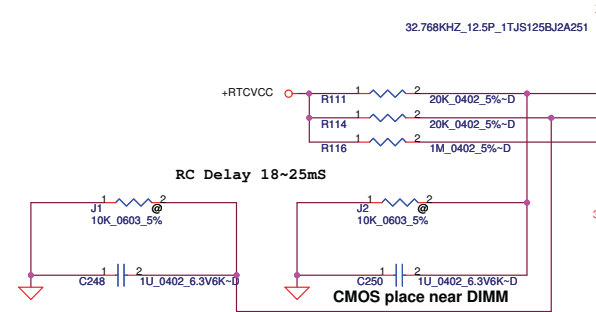 32.768KHZ_12.5P_1TJS125BJ2A251
+RTCVCC
1 2
R111 20K_0402_5%~D
1 2
R114 20K_0402_5%~D
1 2
R116 1M_0402_5%~D
RC Delay 18~25mS
1 2
J1 @
10K_0603_5%
1 2
J2 @
10K_0603_5%
1 2
C248 1U_0402_6.3V6K~D
1 2
C250 1U_0402_6.3V6K~D
CMOS place near DIMM